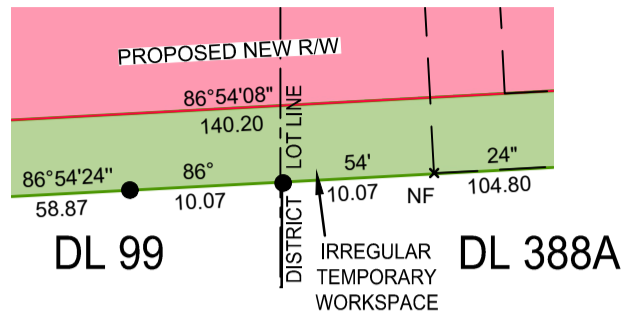 PROPOSED NEW R/W
86°54'08"
140.20
DISTRICT LOT LINE
86°54'24" 86° 54' 24"
58.87 10.07 10.07 NF 104.80
DL 99
IRREGULAR
TEMPORARY
WORKSPACE
DL 388A